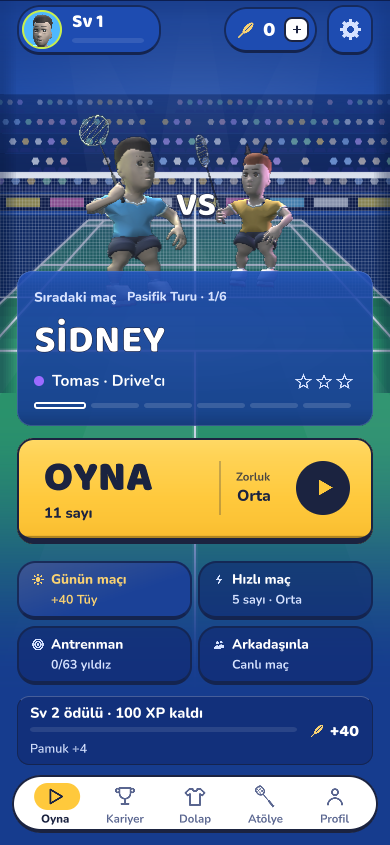 Sv 1
0 +
VS
Sıradaki maç Pasifik Turu · 1/6
SİDNEY
Tomas · Drive'cı
OYNA
11 sayı
Zorluk
Orta
Günün maçı
+40 Tüy
Hızlı maç
5 sayı · Orta
Antrenman
0/63 yıldız
Arkadaşınla
Canlı maç
Sv 2 ödülü · 100 XP kaldı
+40
Pamuk +4
Oyna
Kariyer
Dolap
Atölye
Profil